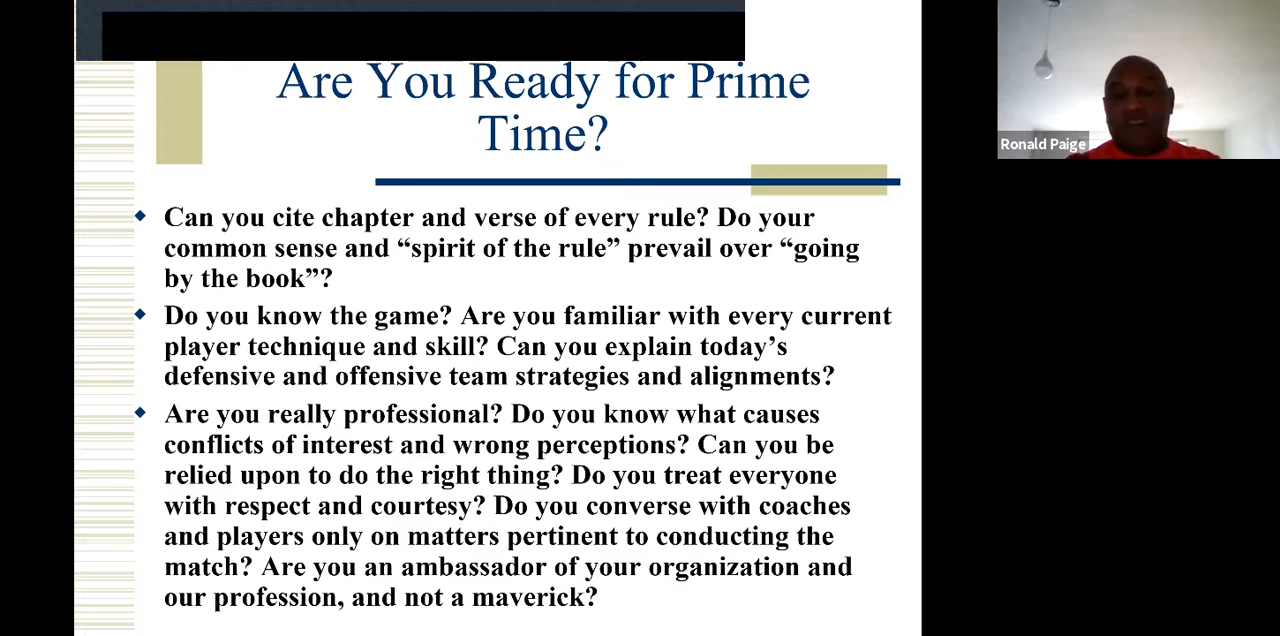 Are You Ready for Prime
Time?
Can you cite chapter and verse of every rule? Do your
common sense and “spirit of the rule” prevail over “going
by the book”?
Do you know the game? Are you familiar with every current
player technique and skill? Can you explain today’s
defensive and offensive team strategies and alignments?
Are you really professional? Do you know what causes
conflicts of interest and wrong perceptions? Can you be
relied upon to do the right thing? Do you treat everyone
with respect and courtesy? Do you converse with coaches
and players only on matters pertinent to conducting the
match? Are you an ambassador of your organization and
our profession, and not a maverick?
Ronald Paige